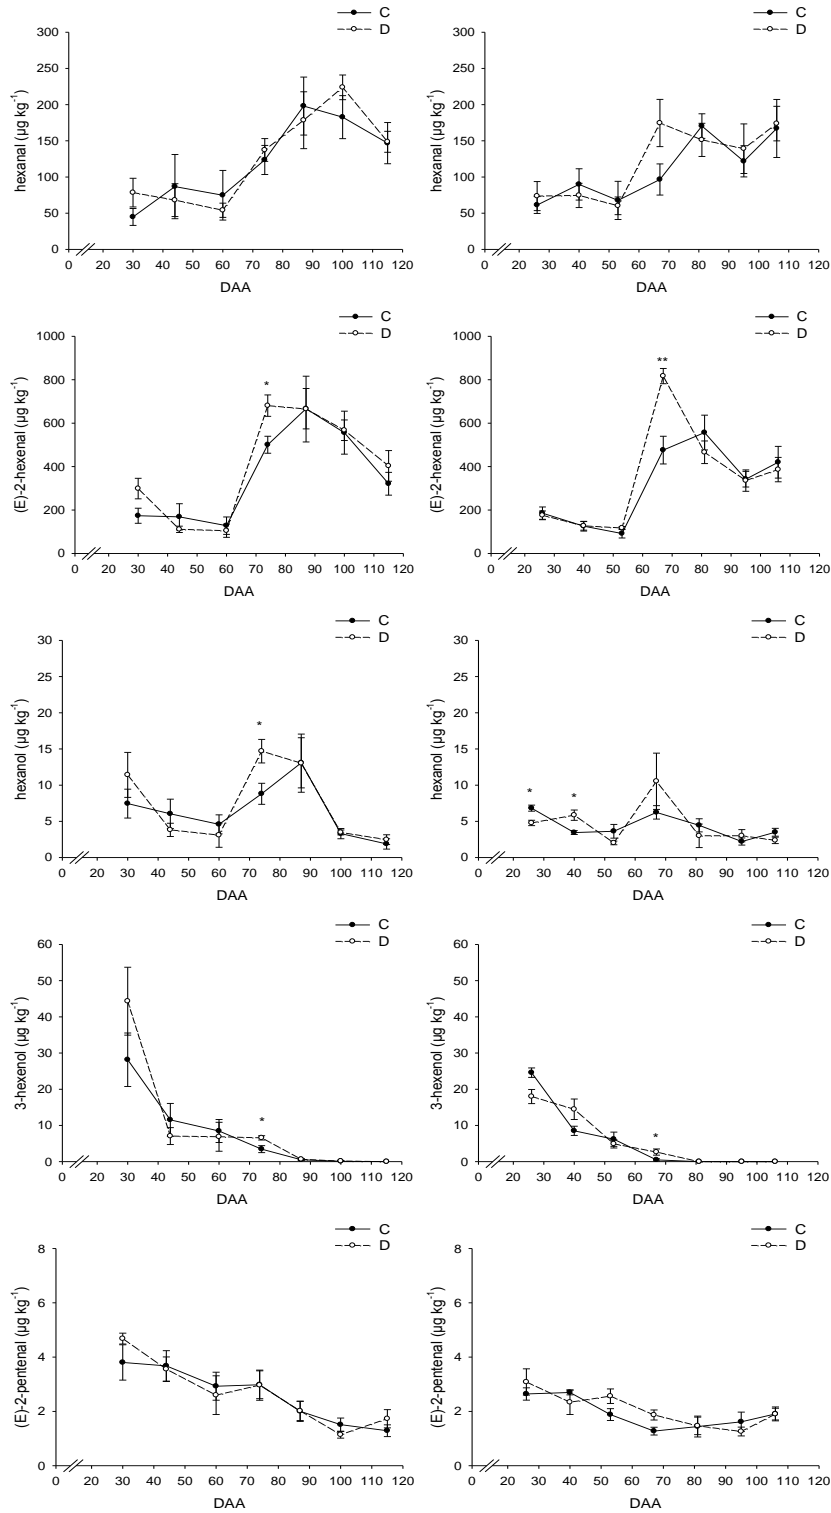 C
D
300
250
200
150
100
50
0
hexanal (µg kg⁻¹)
0 20 30 40 50 60 70 80 90 100 110 120
DAA
C
D
300
250
200
150
100
50
0
hexanal (µg kg⁻¹)
0 20 30 40 50 60 70 80 90 100 110 120
DAA
C
D
1000
800
600
400
200
0
(E)-2-hexenal (µg kg⁻¹)
*
0 20 30 40 50 60 70 80 90 100 110 120
DAA
C
D
1000
800
600
400
200
0
(E)-2-hexenal (µg kg⁻¹)
**
0 20 30 40 50 60 70 80 90 100 110 120
DAA
C
D
30
25
20
15
10
5
0
hexanol (µg kg⁻¹)
*
0 20 30 40 50 60 70 80 90 100 110 120
DAA
C
D
30
25
20
15
10
5
0
hexanol (µg kg⁻¹)
* *
0 20 30 40 50 60 70 80 90 100 110 120
DAA
C
D
60
50
40
30
20
10
0
3-hexenol (µg kg⁻¹)
*
0 20 30 40 50 60 70 80 90 100 110 120
DAA
C
D
60
50
40
30
20
10
0
3-hexenol (µg kg⁻¹)
*
0 20 30 40 50 60 70 80 90 100 110 120
DAA
C
D
8
6
4
2
0
(E)-2-pentenal (µg kg⁻¹)
0 20 30 40 50 60 70 80 90 100 110 120
DAA
C
D
8
6
4
2
0
(E)-2-pentenal (µg kg⁻¹)
0 20 30 40 50 60 70 80 90 100 110 120
DAA